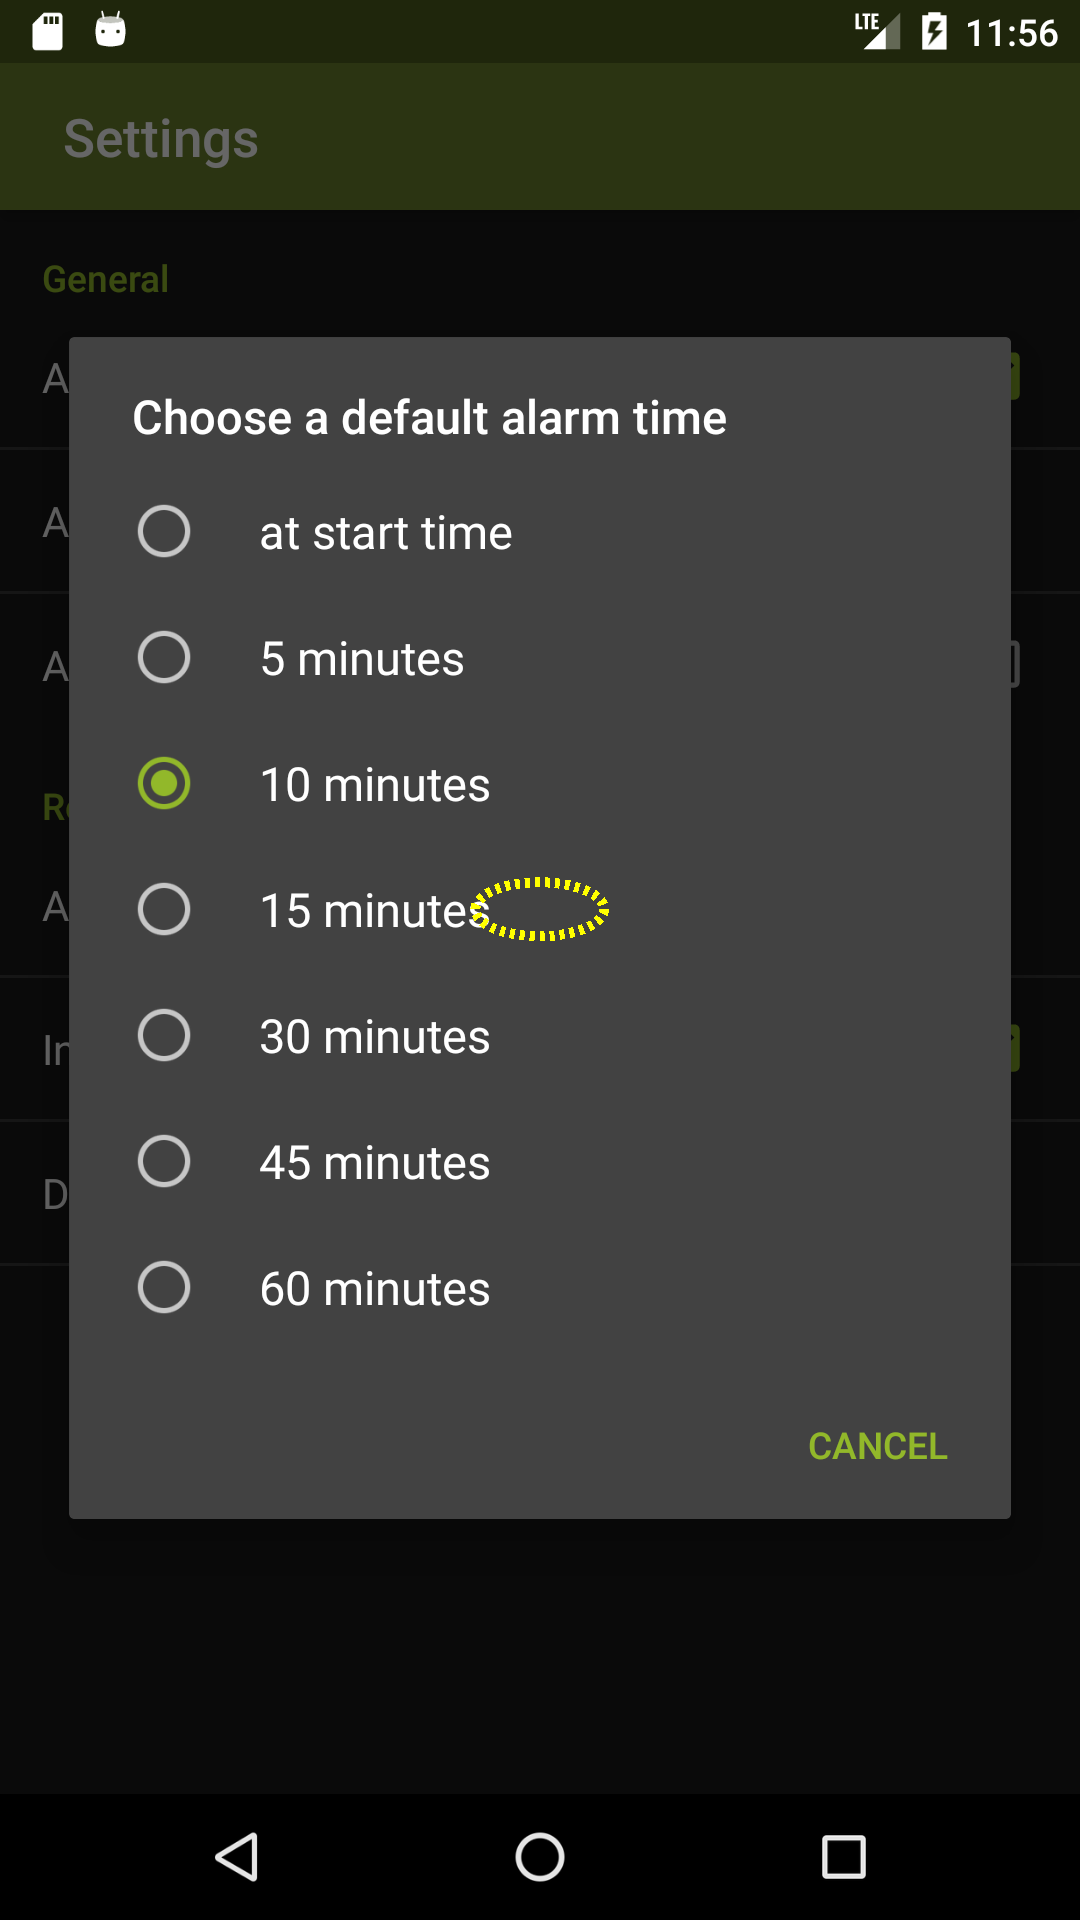 LTE 11:56
Settings
General
A
Choose a default alarm time
A
at start time
A
5 minutes
10 minutes
Re
A
15 minutes
In
30 minutes
D
45 minutes
60 minutes
CANCEL